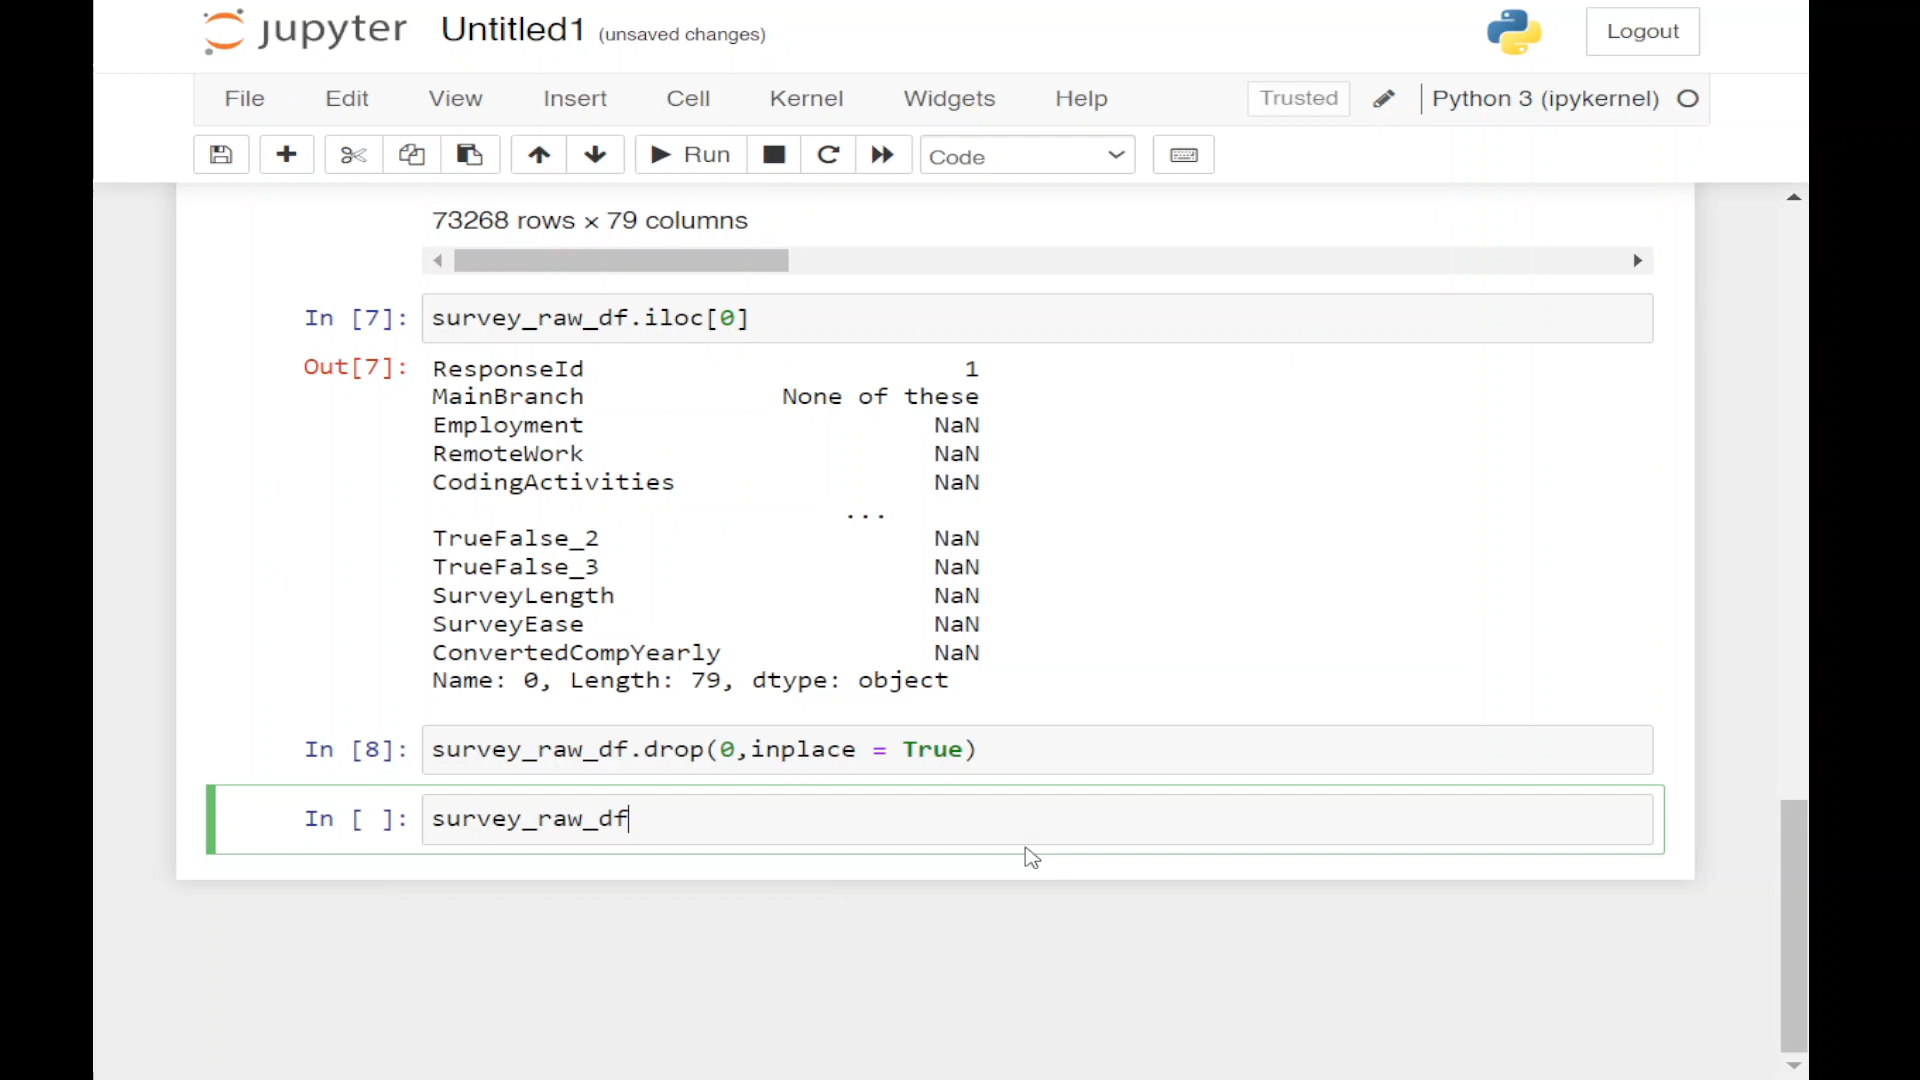 jupyter Untitled1 (unsaved changes) Logout
File Edit View Insert Cell Kernel Widgets Help Trusted Python 3 (ipykernel)
Run Code
73268 rows × 79 columns
In [7]: survey_raw_df.iloc[0]
Out[7]: ResponseId 1
MainBranch None of these
Employment NaN
RemoteWork NaN
CodingActivities NaN
...
TrueFalse_2 NaN
TrueFalse_3 NaN
SurveyLength NaN
SurveyEase NaN
ConvertedCompYearly NaN
Name: 0, Length: 79, dtype: object
In [8]: survey_raw_df.drop(0,inplace = True)
In [ ]: survey_raw_df